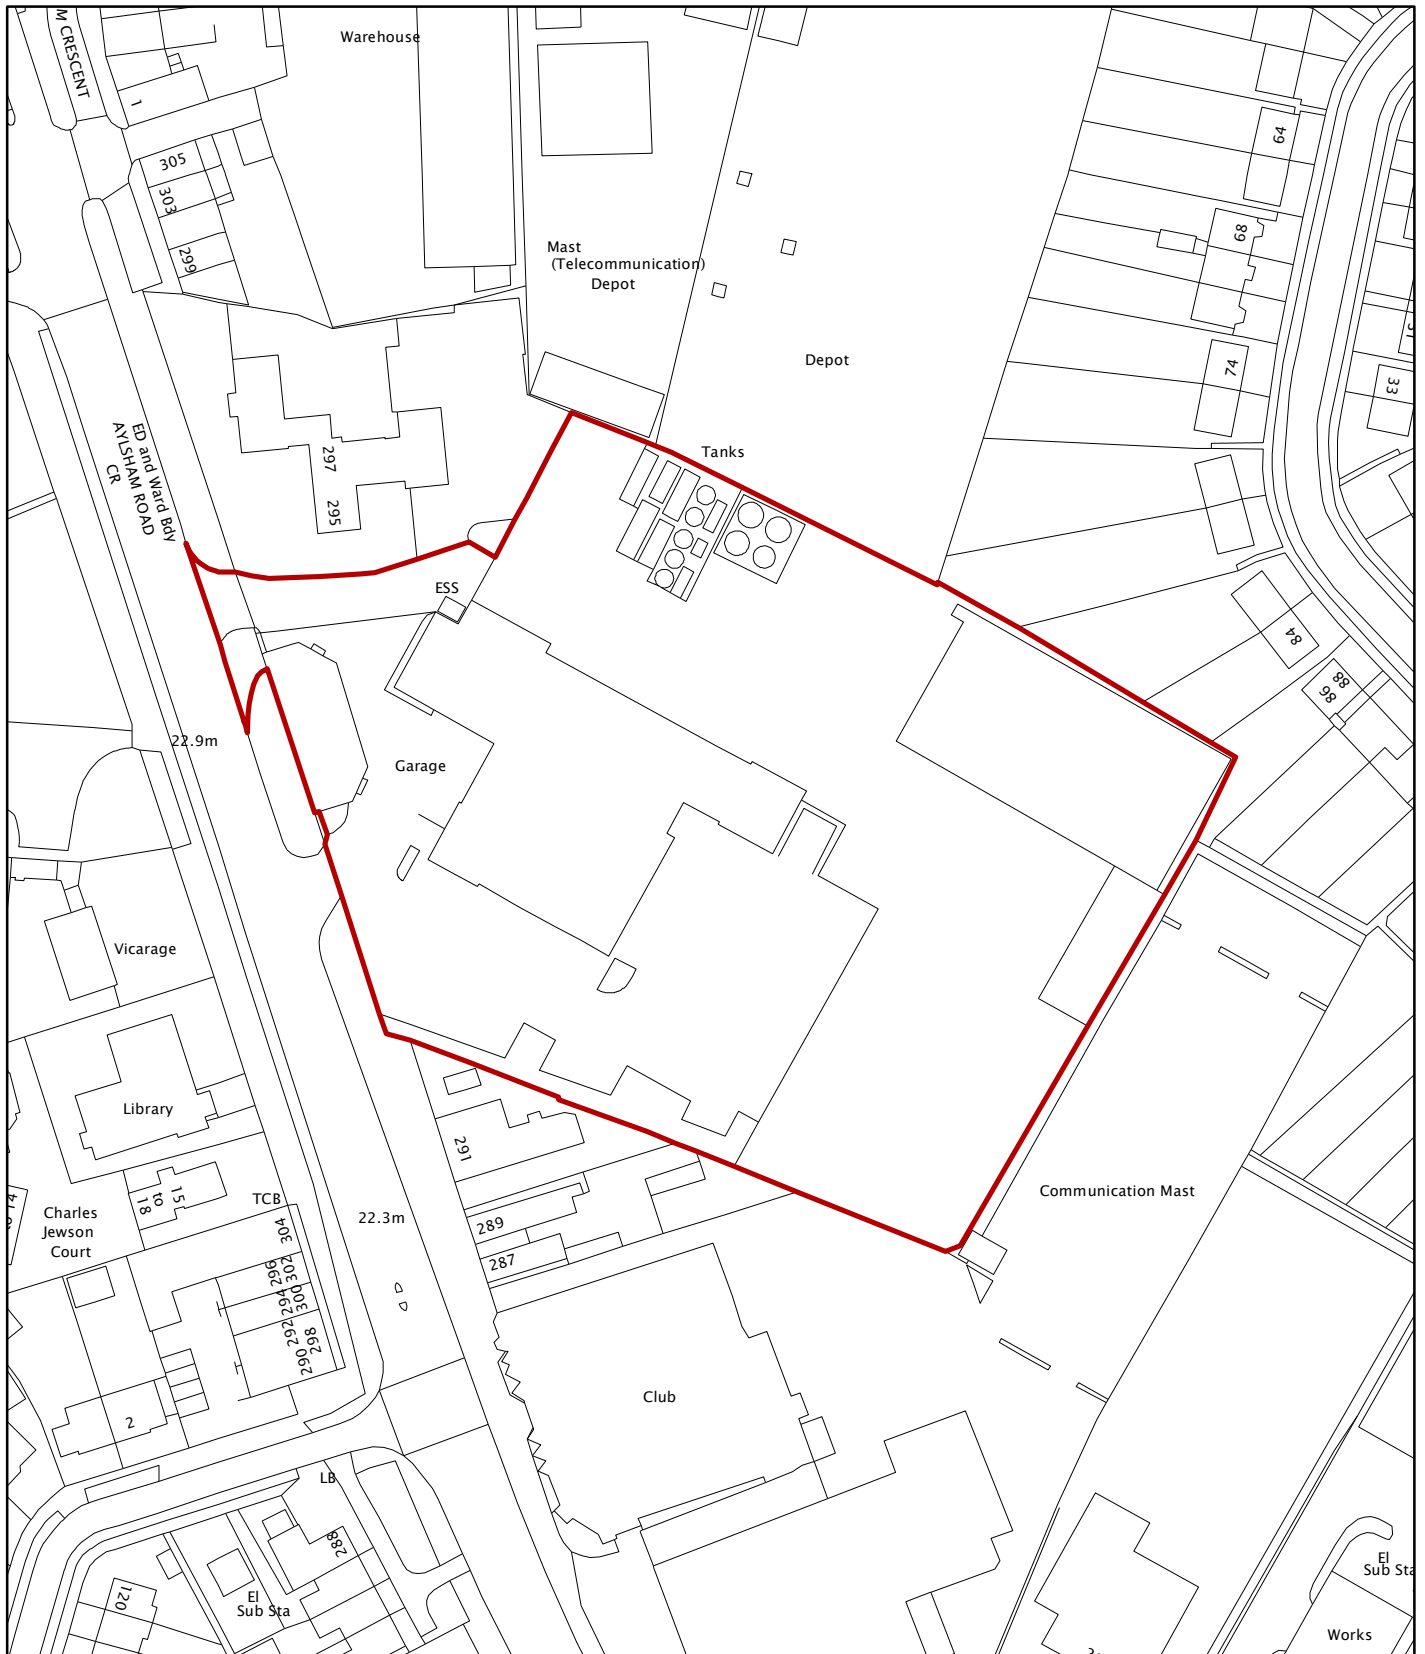 M CRESCENT
Warehouse
1
64
305
303
299
68
Mast
(Telecommunication)
Depot
Depot
74
33
ED and Ward Bdy
AYLSHAM ROAD
CR
297
295
Tanks
ESS
84
88
86
22.9m
Garage
Vicarage
Library
291
15
to
18
TCB
Charles
Jewson
Court
304
22.3m
289
287
Communication Mast
296
302
294
300
292
298
290
2
Club
LB
288
El
Sub Sta
120
El
Sub Sta
Works